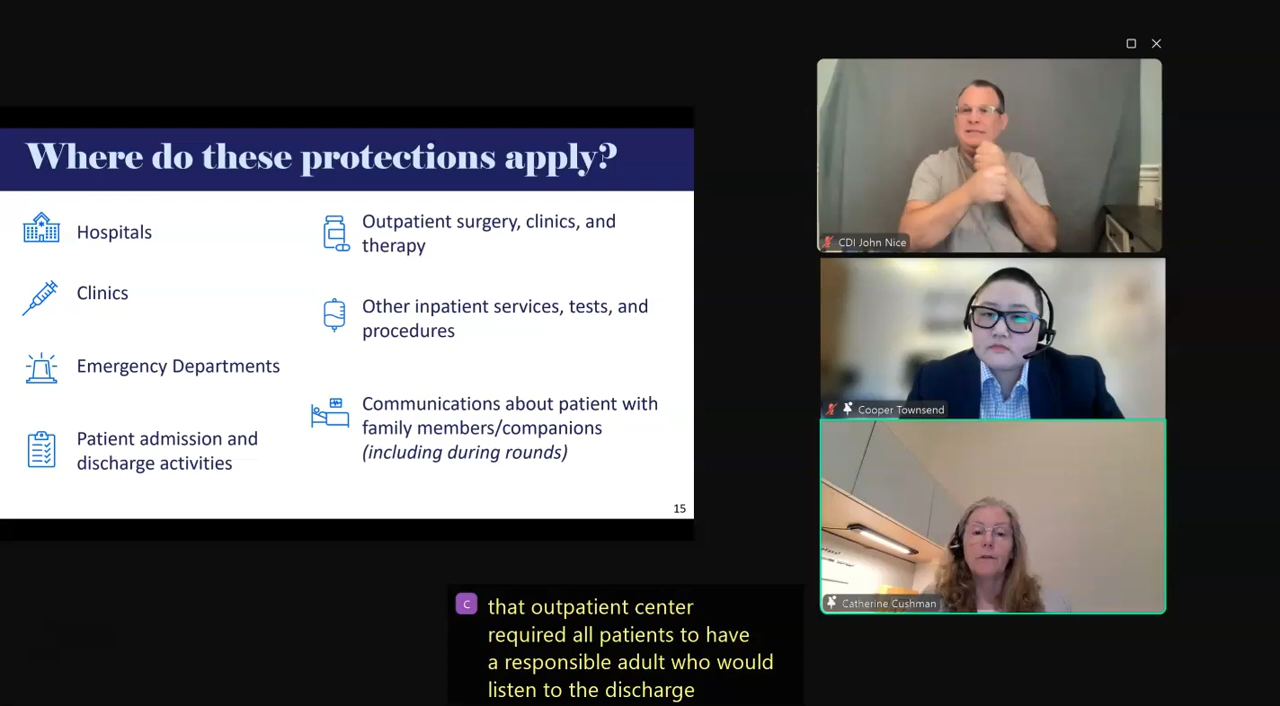 Where do these protections apply?
Hospitals
Clinics
Emergency Departments
Patient admission and
discharge activities
Outpatient surgery, clinics, and
therapy
Other inpatient services, tests, and
procedures
Communications about patient with
family members/companions
(including during rounds)
15
CDI John Nice
Cooper Townsend
Catherine Cushman
C
that outpatient center
required all patients to have
a responsible adult who would
listen to the discharge